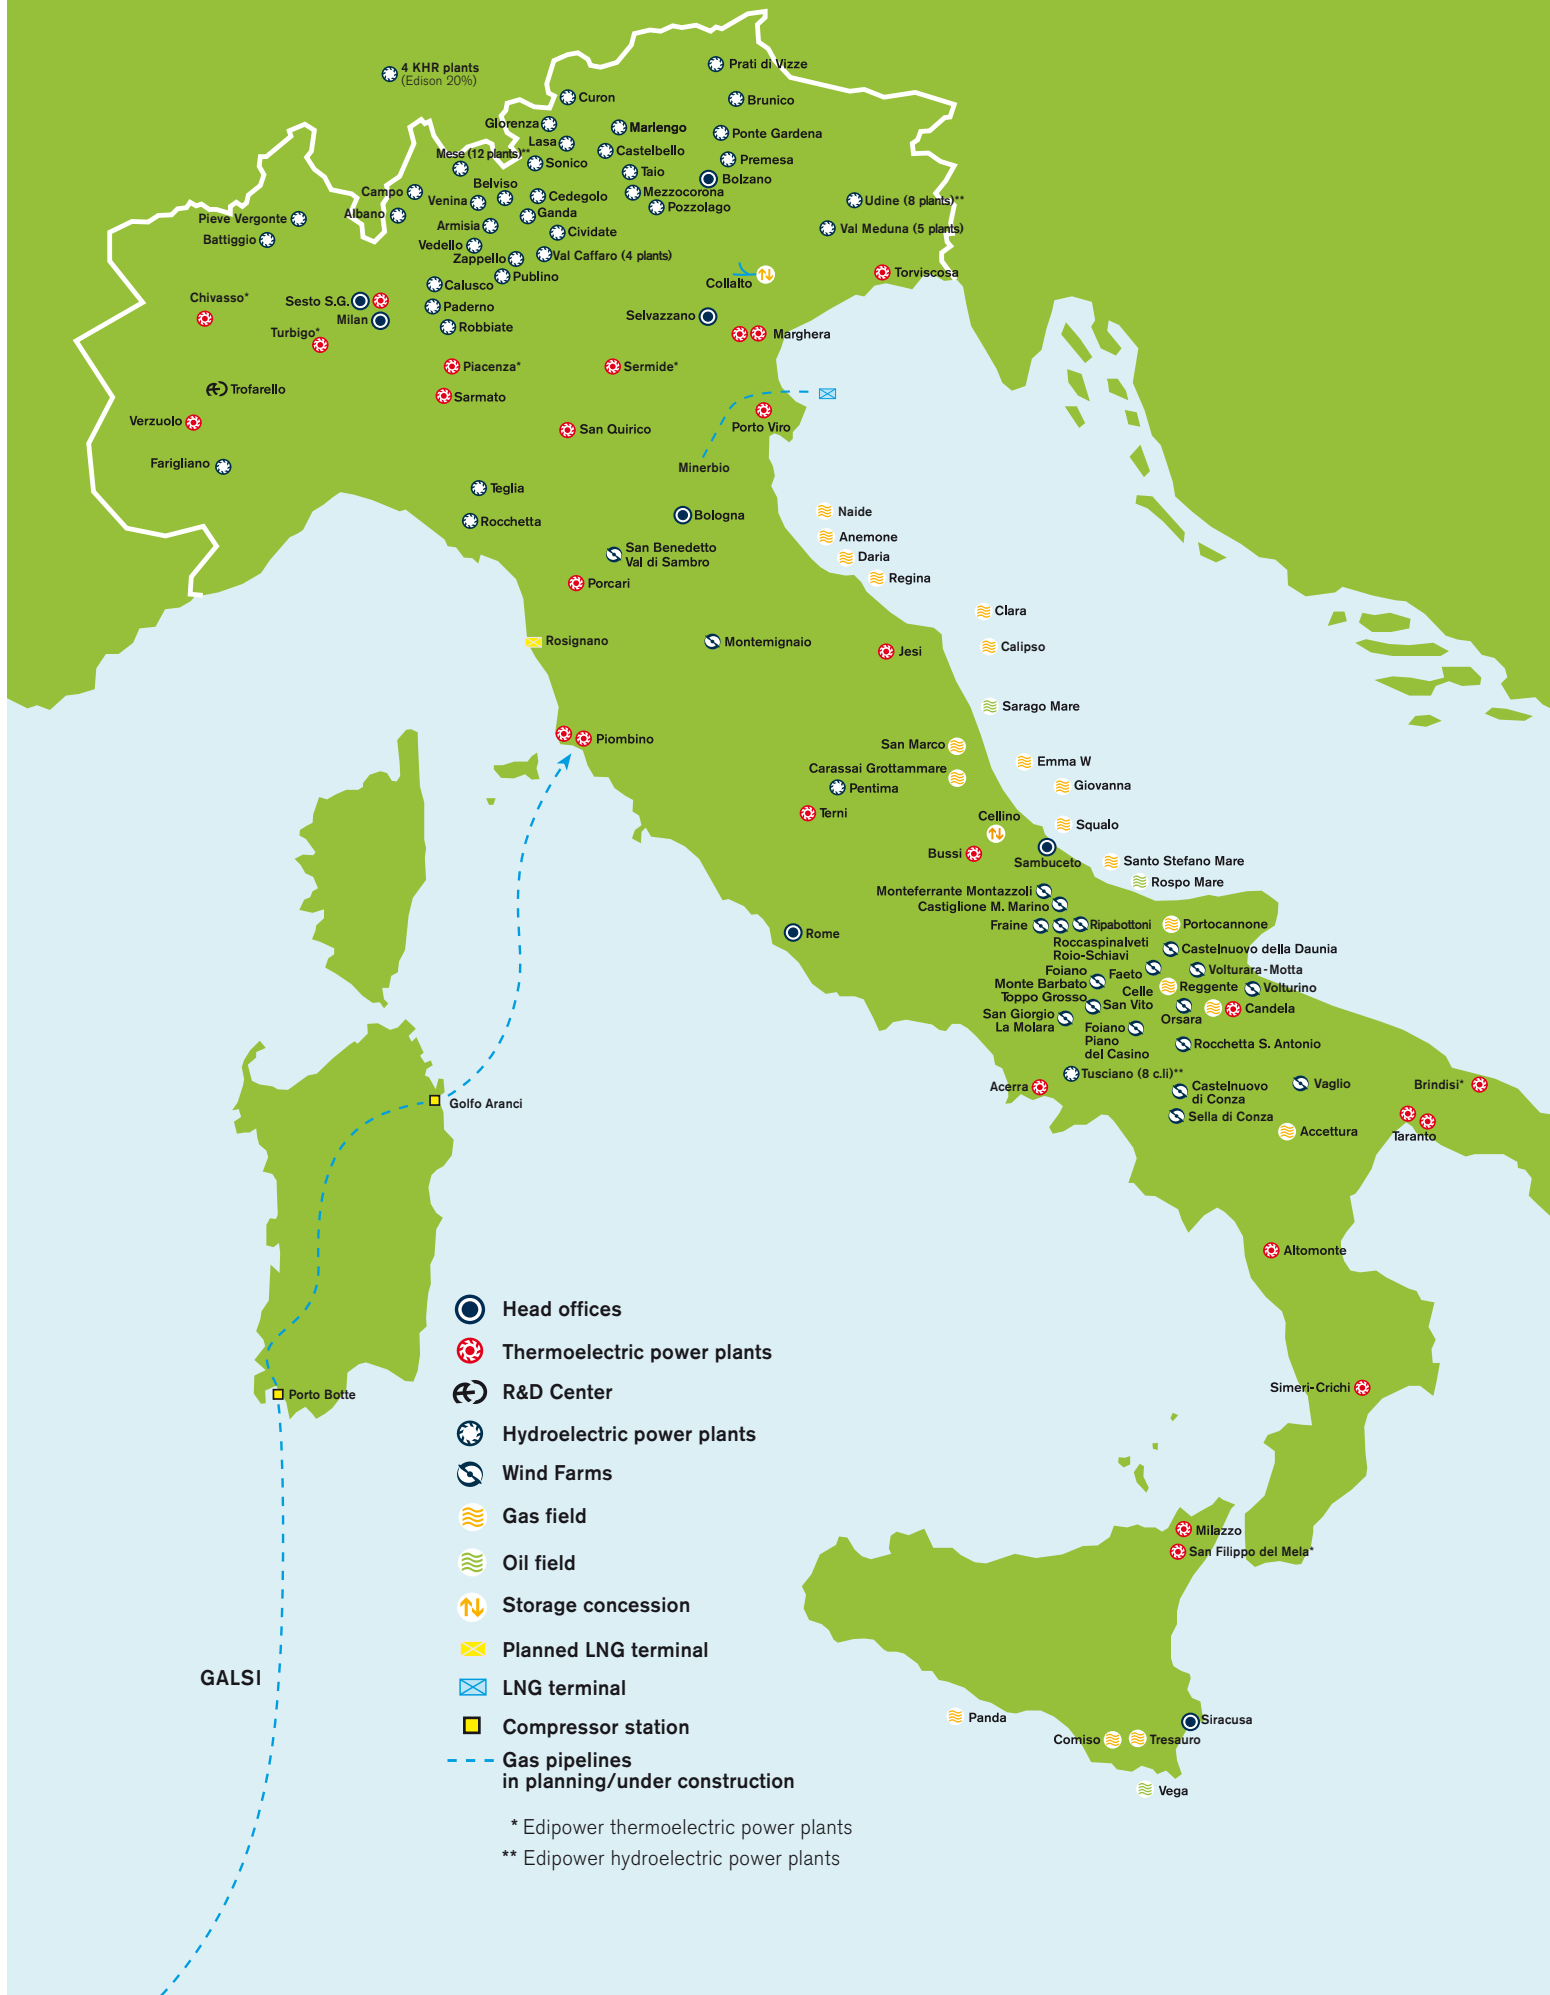 4 KHR plants
(Edison 20%)
Prati di Vizze
Curon
Brunico
Glorenza
Marlengo
Ponte Gardena
Lasa
Castelbello
Mese (12 plants)**
Sonico
Premesa
Taio
Bolzano
Belviso
Campo
Cedegolo
Mezzocorona
Venina
Pozzolago
Udine (8 plants)**
Albano
Ganda
Pieve Vergonte
Armisia
Cividate
Val Meduna (5 plants)
Battiggio
Vedello
Zappello
Val Caffaro (4 plants)
Publino
Torviscosa
Collalto
Calusco
Chivasso*
Sesto S.G.
Paderno
Milan
Selvazzano
Robbiate
Turbigo*
Marghera
Piacenza*
Sermide*
Trofarello
Sarmato
Verzuolo
San Quirico
Porto Viro
Farigliano
Minerbio
Teglia
Naide
Bologna
Rocchetta
Anemone
San Benedetto
Val di Sambro
Daria
Regina
Porcari
Clara
Rosignano
Montemignaio
Calipso
Jesi
Sarago Mare
Piombino
San Marco
Emma W
Carassai Grottammare
Pentima
Giovanna
Terni
Cellino
Squalo
Bussi
Sambuceto
Santo Stefano Mare
Rospo Mare
Monteferrante Montazzoli
Castiglione M. Marino
Fraine
Ripabottoni
Portocannone
Rome
Roccaspinalveti
Roio-Schiavi
Castelnuovo della Daunia
Foiano
Monte Barbato
Toppo Grosso
Faeto
Volturara-Motta
Celle
Reggente
Volturino
San Vito
Orsara
Candela
San Giorgio
La Molara
Foiano
Piano
del Casino
Rocchetta S. Antonio
Tusciano (8 c.li)**
Acerra
Castelnuovo
di Conza
Vaglio
Brindisi*
Sella di Conza
Accettura
Taranto
Golfo Aranci
Altomonte
Porto Botte
Simeri-Crichi
Milazzo
San Filippo del Mela*
Panda
Siracusa
Comiso
Tresauro
Vega
GALSI
Head offices
Thermoelectric power plants
R&D Center
Hydroelectric power plants
Wind Farms
Gas field
Oil field
Storage concession
Planned LNG terminal
LNG terminal
Compressor station
Gas pipelines
in planning/under construction
* Edipower thermoelectric power plants
** Edipower hydroelectric power plants